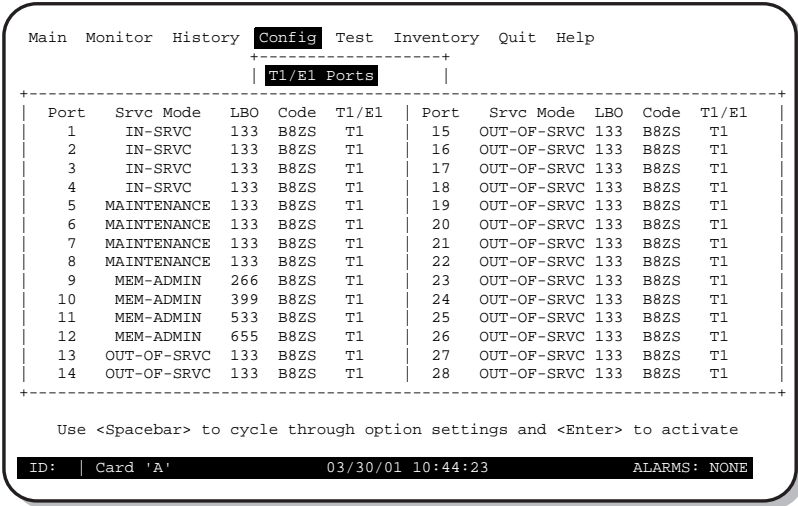 Main Monitor History Config Test Inventory Quit Help
T1/E1 Ports
Port Srvc Mode LBO Code T1/E1 | Port Srvc Mode LBO Code T1/E1
1 IN-SRVC 133 B8ZS T1 | 15 OUT-OF-SRVC 133 B8ZS T1
2 IN-SRVC 133 B8ZS T1 | 16 OUT-OF-SRVC 133 B8ZS T1
3 IN-SRVC 133 B8ZS T1 | 17 OUT-OF-SRVC 133 B8ZS T1
4 IN-SRVC 133 B8ZS T1 | 18 OUT-OF-SRVC 133 B8ZS T1
5 MAINTENANCE 133 B8ZS T1 | 19 OUT-OF-SRVC 133 B8ZS T1
6 MAINTENANCE 133 B8ZS T1 | 20 OUT-OF-SRVC 133 B8ZS T1
7 MAINTENANCE 133 B8ZS T1 | 21 OUT-OF-SRVC 133 B8ZS T1
8 MAINTENANCE 133 B8ZS T1 | 22 OUT-OF-SRVC 133 B8ZS T1
9 MEM-ADMIN 266 B8ZS T1 | 23 OUT-OF-SRVC 133 B8ZS T1
10 MEM-ADMIN 399 B8ZS T1 | 24 OUT-OF-SRVC 133 B8ZS T1
11 MEM-ADMIN 533 B8ZS T1 | 25 OUT-OF-SRVC 133 B8ZS T1
12 MEM-ADMIN 655 B8ZS T1 | 26 OUT-OF-SRVC 133 B8ZS T1
13 OUT-OF-SRVC 133 B8ZS T1 | 27 OUT-OF-SRVC 133 B8ZS T1
14 OUT-OF-SRVC 133 B8ZS T1 | 28 OUT-OF-SRVC 133 B8ZS T1
Use <Spacebar> to cycle through option settings and <Enter> to activate
ID: | Card 'A' 03/30/01 10:44:23 ALARMS: NONE